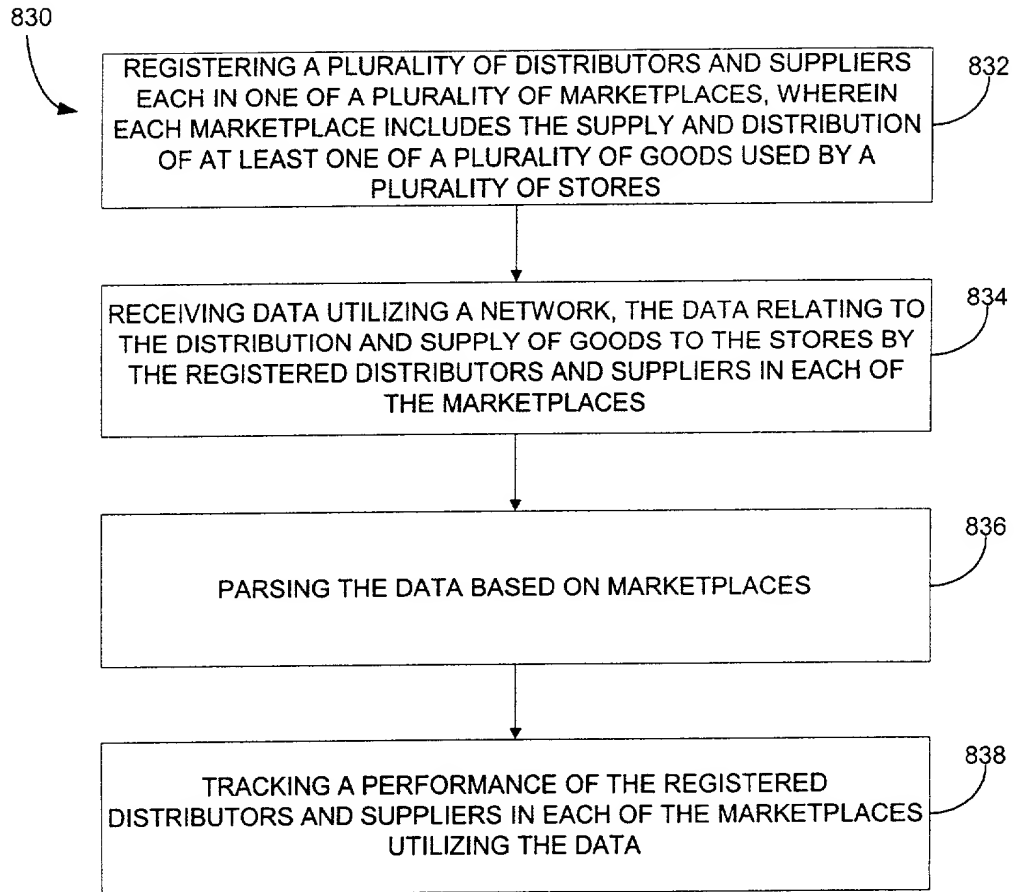 830
REGISTERING A PLURALITY OF DISTRIBUTORS AND SUPPLIERS
EACH IN ONE OF A PLURALITY OF MARKETPLACES, WHEREIN
EACH MARKETPLACE INCLUDES THE SUPPLY AND DISTRIBUTION
OF AT LEAST ONE OF A PLURALITY OF GOODS USED BY A
PLURALITY OF STORES
832
RECEIVING DATA UTILIZING A NETWORK, THE DATA RELATING TO
THE DISTRIBUTION AND SUPPLY OF GOODS TO THE STORES BY
THE REGISTERED DISTRIBUTORS AND SUPPLIERS IN EACH OF
THE MARKETPLACES
834
PARSING THE DATA BASED ON MARKETPLACES
836
TRACKING A PERFORMANCE OF THE REGISTERED
DISTRIBUTORS AND SUPPLIERS IN EACH OF THE MARKETPLACES
UTILIZING THE DATA
838